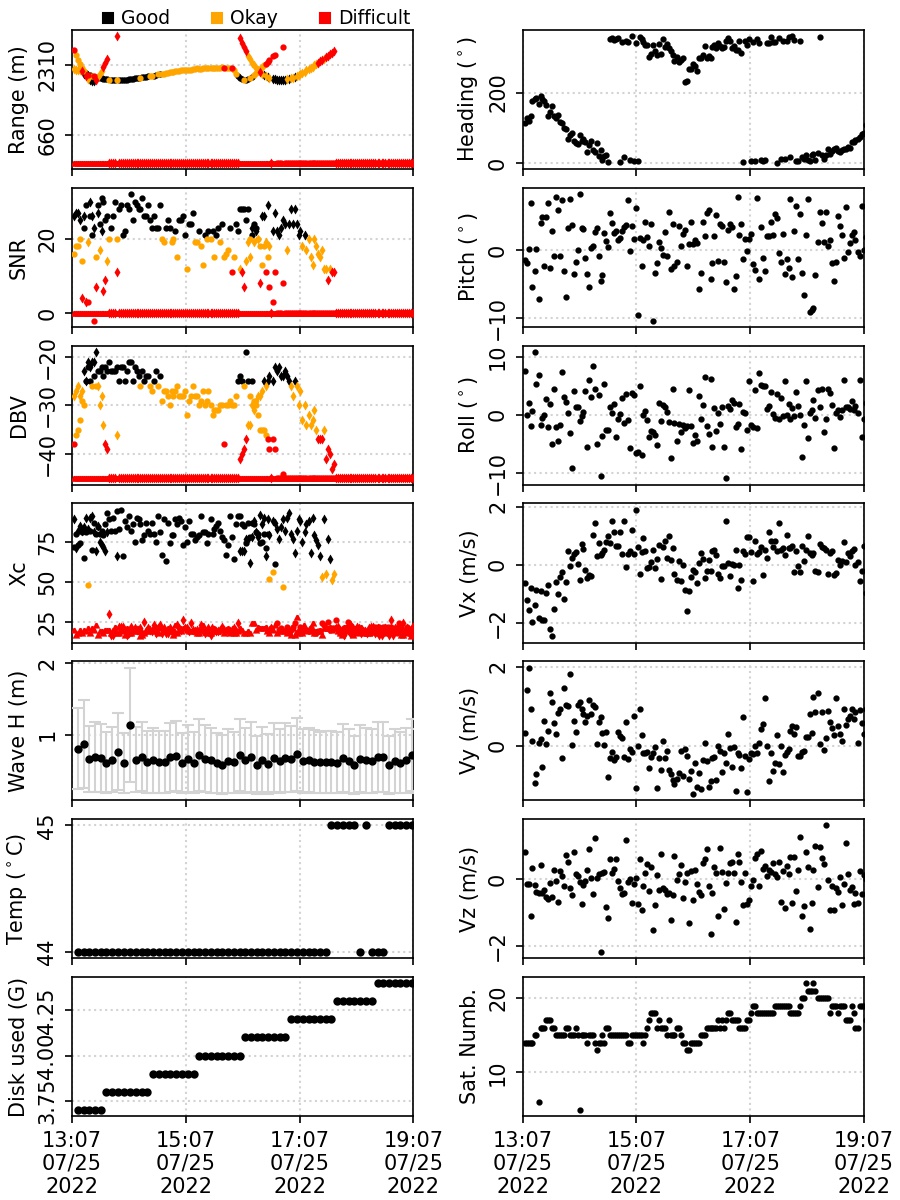 Good Okay Difficult
Range (m)
2310
660
Heading (°)
200
0
SNR
20
0
Pitch (°)
0
−10
DBV
−20
−30
−40
Roll (°)
10
0
−10
Xc
75
50
25
Vx (m/s)
2
0
−2
Wave H (m)
2
1
Vy (m/s)
2
0
Temp (°C)
45
44
Vz (m/s)
0
−2
Disk used (G)
4.25
4.00
3.75
Sat. Numb.
20
10
13:07 15:07 17:07 19:07
07/25 07/25 07/25 07/25
2022 2022 2022 2022
13:07 15:07 17:07 19:07
07/25 07/25 07/25 07/25
2022 2022 2022 2022